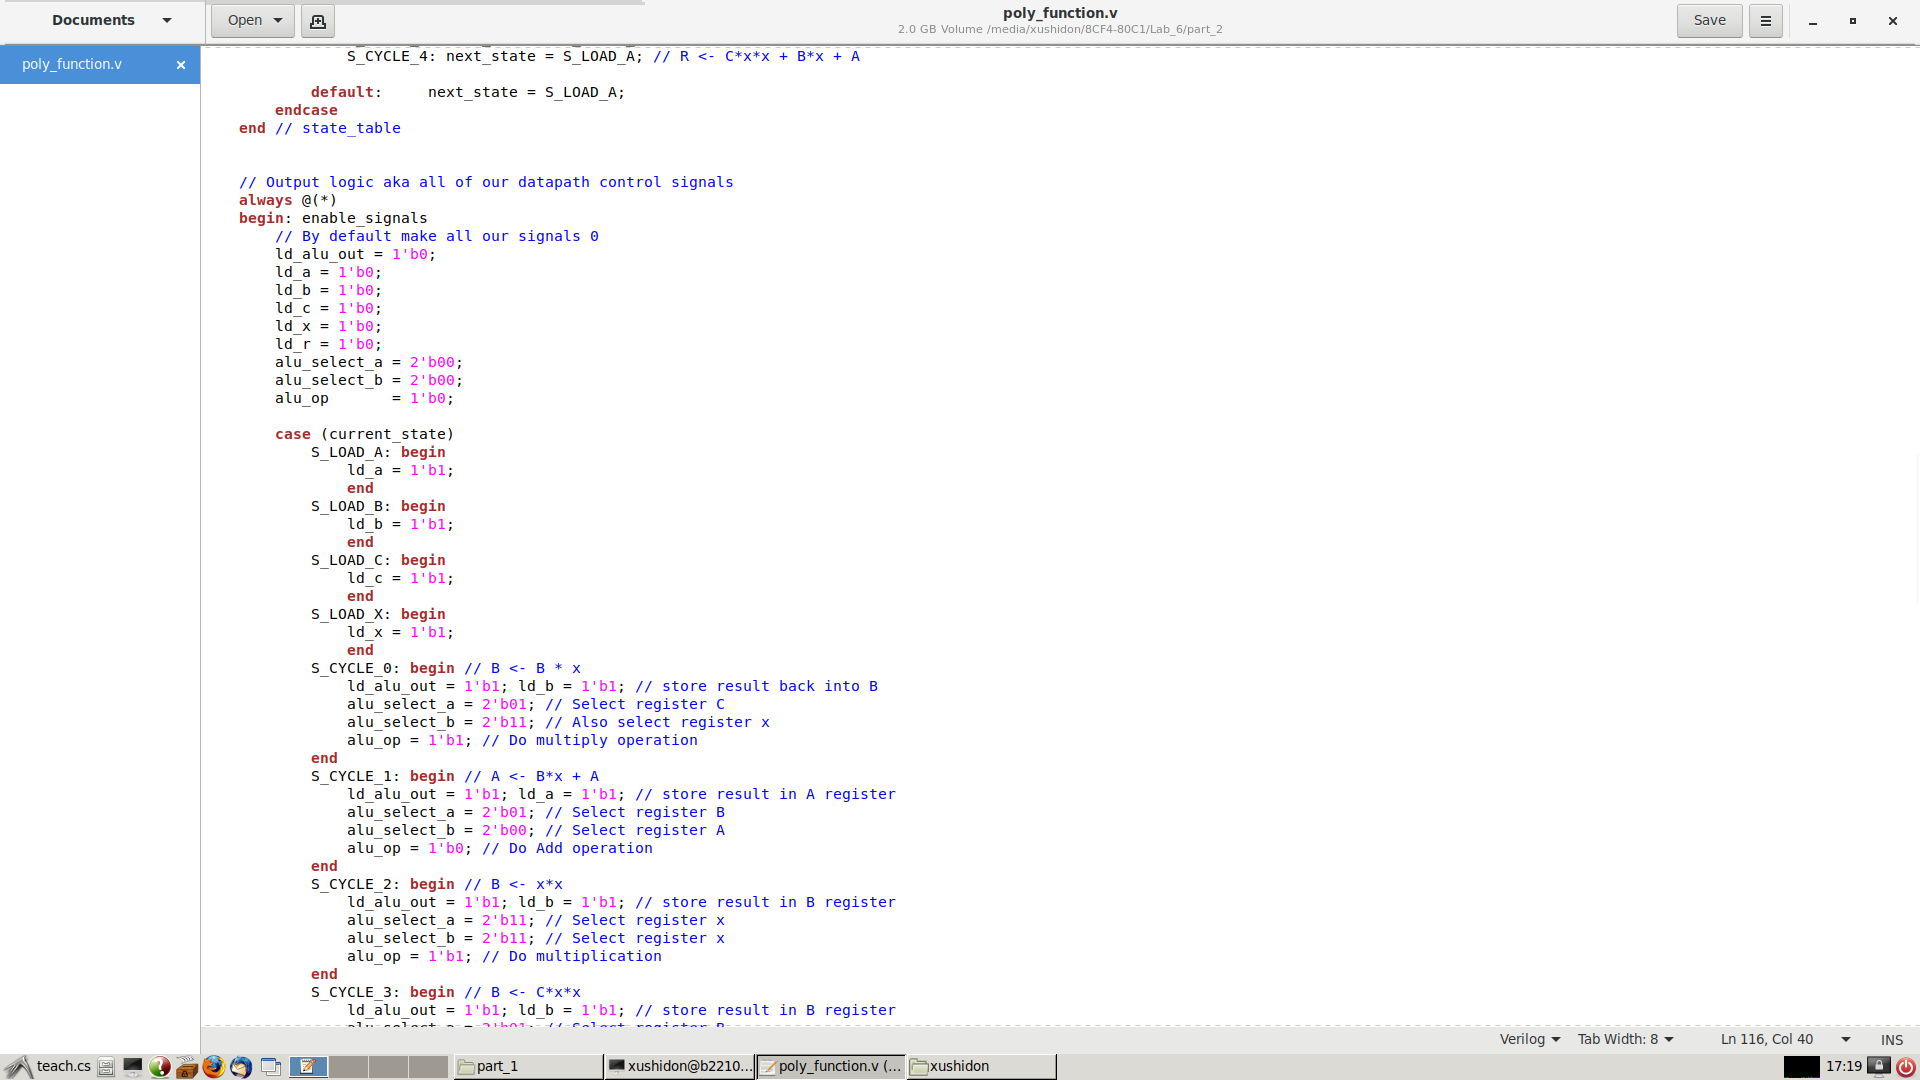 Documents
Open
poly_function.v
2.0 GB Volume /media/xushidon/8CF4-80C1/Lab_6/part_2
Save
poly_function.v
S_CYCLE_4: next_state = S_LOAD_A; // R <- C*x*x + B*x + A
default:     next_state = S_LOAD_A;
endcase
end // state_table
// Output logic aka all of our datapath control signals
always @(*)
begin: enable_signals
// By default make all our signals 0
ld_alu_out = 1'b0;
ld_a = 1'b0;
ld_b = 1'b0;
ld_c = 1'b0;
ld_x = 1'b0;
ld_r = 1'b0;
alu_select_a = 2'b00;
alu_select_b = 2'b00;
alu_op       = 1'b0;
case (current_state)
S_LOAD_A: begin
ld_a = 1'b1;
end
S_LOAD_B: begin
ld_b = 1'b1;
end
S_LOAD_C: begin
ld_c = 1'b1;
end
S_LOAD_X: begin
ld_x = 1'b1;
end
S_CYCLE_0: begin // B <- B * x
ld_alu_out = 1'b1; ld_b = 1'b1; // store result back into B
alu_select_a = 2'b01; // Select register C
alu_select_b = 2'b11; // Also select register x
alu_op = 1'b1; // Do multiply operation
end
S_CYCLE_1: begin // A <- B*x + A
ld_alu_out = 1'b1; ld_a = 1'b1; // store result in A register
alu_select_a = 2'b01; // Select register B
alu_select_b = 2'b00; // Select register A
alu_op = 1'b0; // Do Add operation
end
S_CYCLE_2: begin // B <- x*x
ld_alu_out = 1'b1; ld_b = 1'b1; // store result in B register
alu_select_a = 2'b11; // Select register x
alu_select_b = 2'b11; // Select register x
alu_op = 1'b1; // Do multiplication
end
S_CYCLE_3: begin // B <- C*x*x
ld_alu_out = 1'b1; ld_b = 1'b1; // store result in B register
alu_select_a = 2'b01; // Select register B
Verilog
Tab Width: 8
Ln 116, Col 40
INS
teach.cs
part_1
xushidon@b2210...
poly_function.v (...
xushidon
17:19